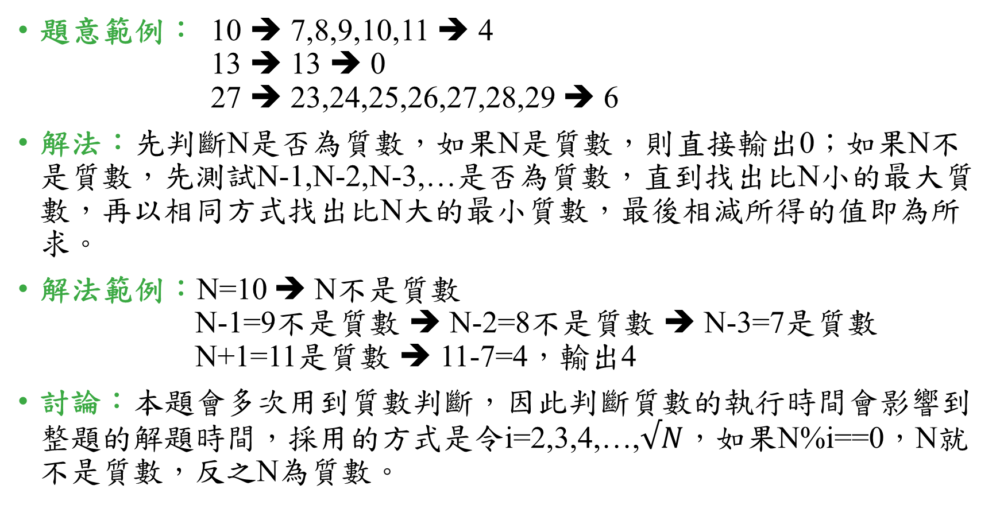 • 題意範例： 10 ➔ 7,8,9,10,11 ➔ 4
13 ➔ 13 ➔ 0
27 ➔ 23,24,25,26,27,28,29 ➔ 6
• 解法：先判斷N是否為質數，如果N是質數，則直接輸出0；如果N不
是質數，先測試N-1,N-2,N-3,…是否為質數，直到找出比N小的最大質
數，再以相同方式找出比N大的最小質數，最後相減所得的值即為所
求。
• 解法範例：N=10 ➔ N不是質數
N-1=9不是質數 ➔ N-2=8不是質數 ➔ N-3=7是質數
N+1=11是質數 ➔ 11-7=4，輸出4
• 討論：本題會多次用到質數判斷，因此判斷質數的執行時間會影響到
整題的解題時間，採用的方式是令i=2,3,4,…,√N，如果N%i==0，N就
不是質數，反之N為質數。